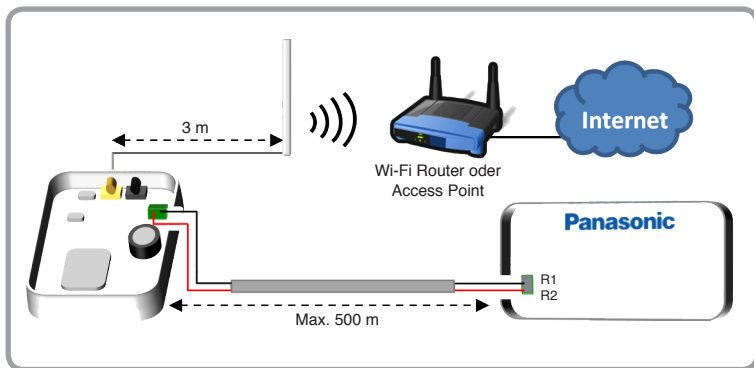 3 m
Internet
Wi-Fi Router oder
Access Point
Panasonic
R1
R2
Max. 500 m